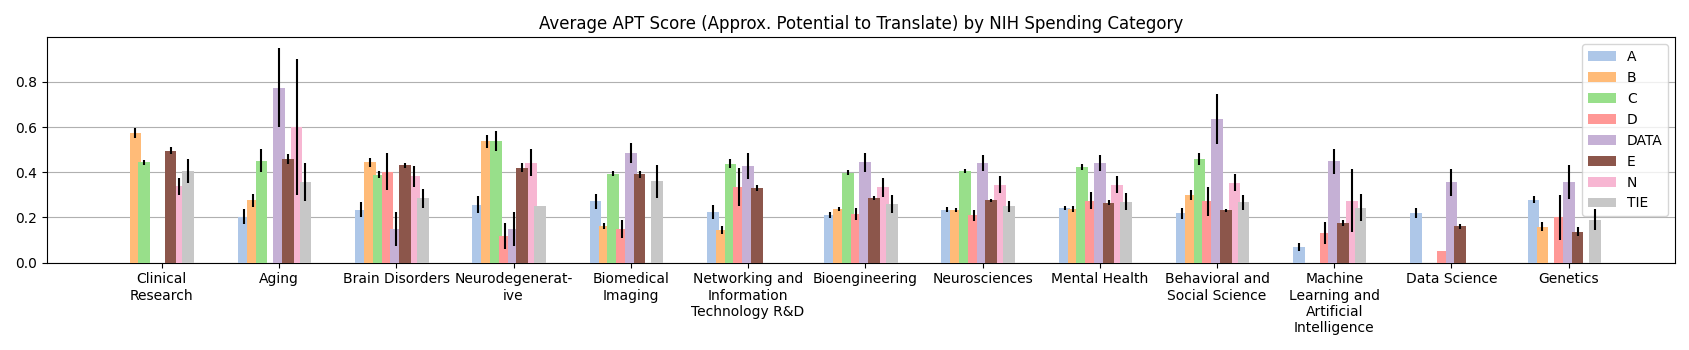 Average APT Score (Approx. Potential to Translate) by NIH Spending Category
0.8
0.6
0.4
0.2
0.0
A
B
C
D
DATA
E
N
TIE
Clinical
Research
Aging
Brain Disorders
Neurodegenerat-
ive
Biomedical
Imaging
Networking and
Information
Technology R&D
Bioengineering
Neurosciences
Mental Health
Behavioral and
Social Science
Machine
Learning and
Artificial
Intelligence
Data Science
Genetics